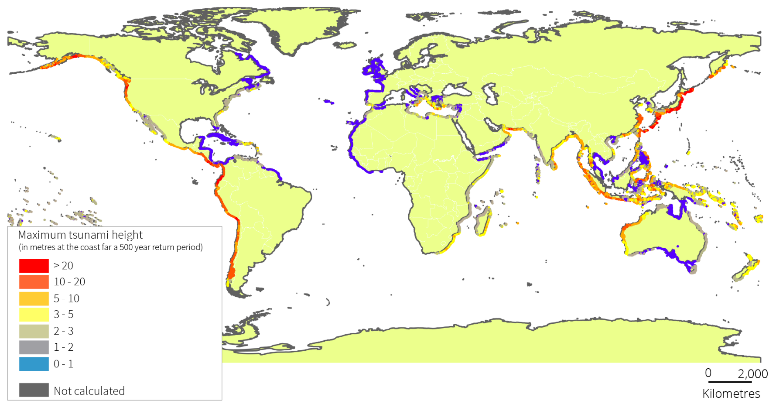 Maximum tsunami height
(in metres at the coast far a 500 year return period)
> 20
10 - 20
5 10
3 - 5
2 - 3
1 - 2
0 - 1
Not calculated
0 2,000
Kilometres